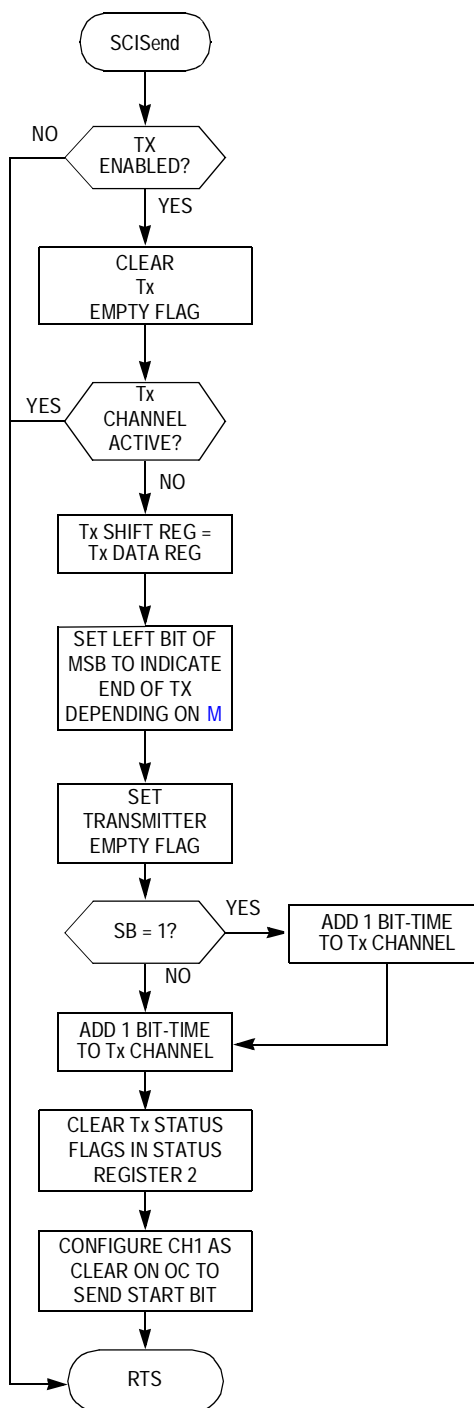 SCISend
NO
TX
ENABLED?
YES
CLEAR
Tx
EMPTY FLAG
YES
Tx
CHANNEL
ACTIVE?
NO
Tx SHIFT REG =
Tx DATA REG
SET LEFT BIT OF
MSB TO INDICATE
END OF TX
DEPENDING ON M
SET
TRANSMITTER
EMPTY FLAG
SB = 1?
YES
ADD 1 BIT-TIME
TO Tx CHANNEL
NO
ADD 1 BIT-TIME
TO Tx CHANNEL
CLEAR Tx STATUS
FLAGS IN STATUS
REGISTER 2
CONFIGURE CH1 AS
CLEAR ON OC TO
SEND START BIT
RTS